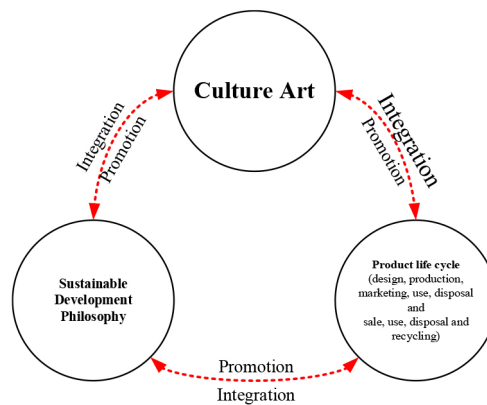 Culture Art
Integration
Promotion
Integration
Promotion
Sustainable
Development
Philosophy
Product life cycle
(design, production,
marketing, use, disposal
and
sale, use, disposal and
recycling)
Promotion
Integration